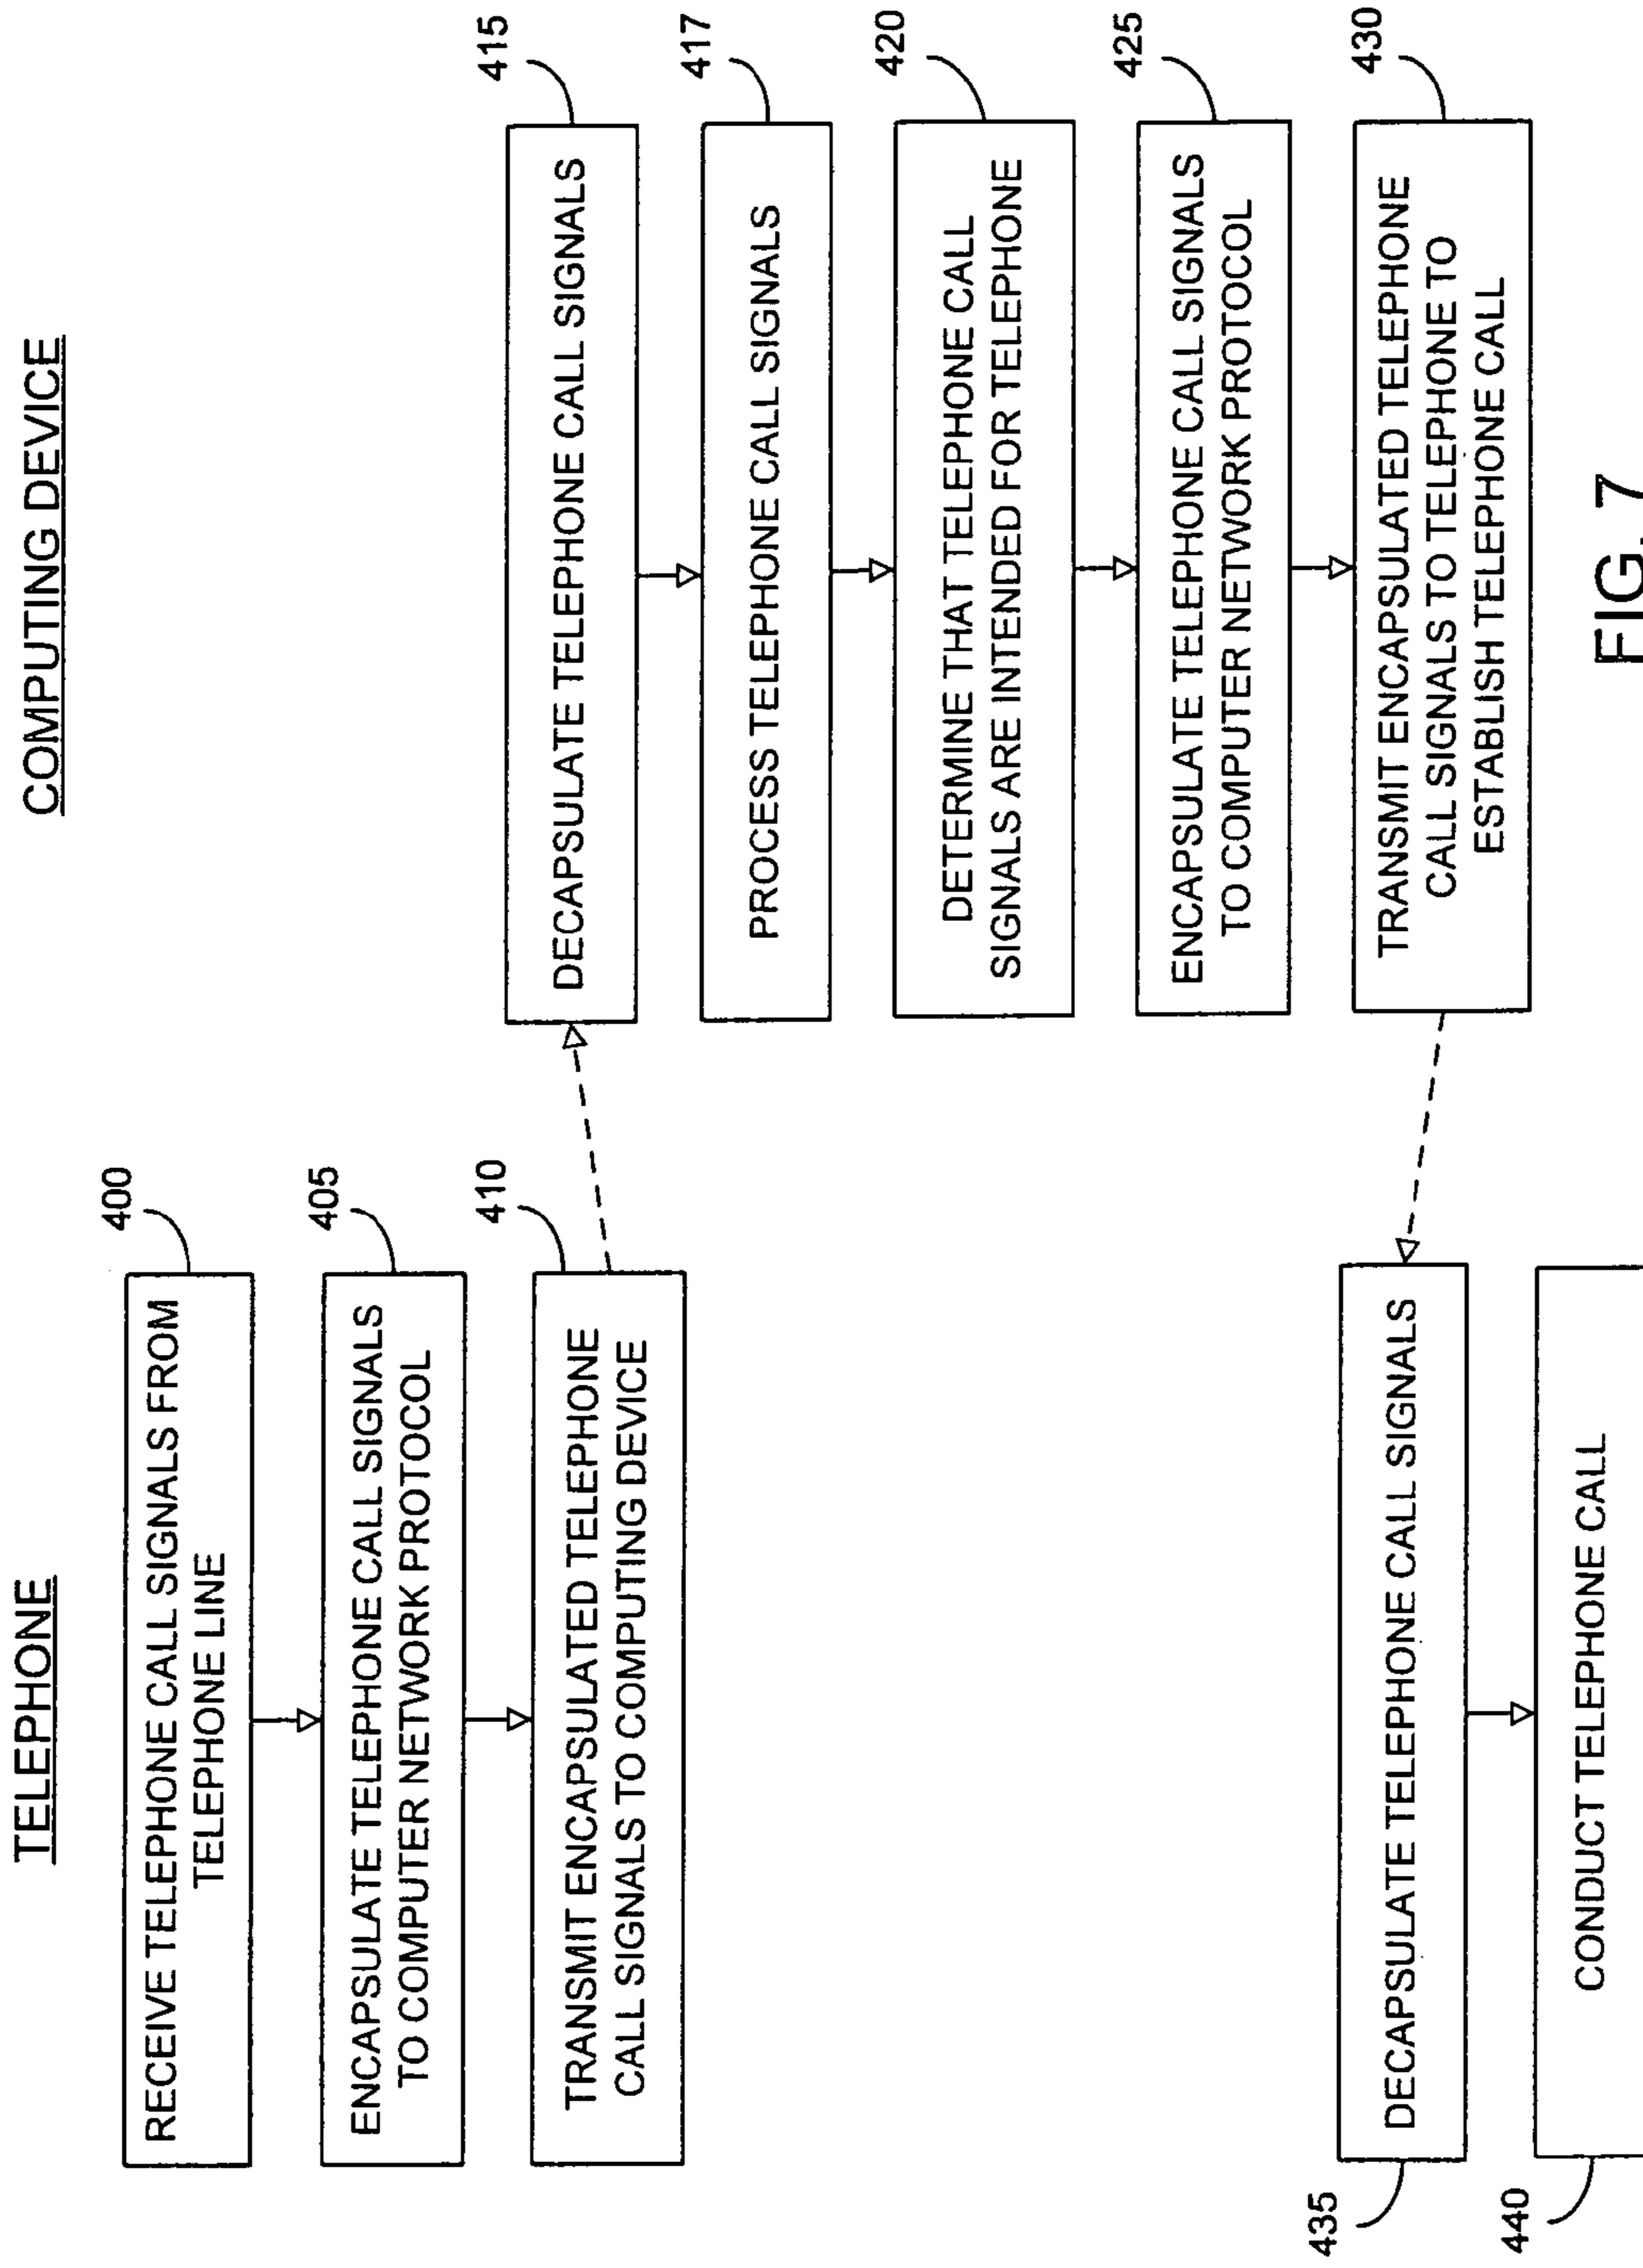 TELEPHONE
COMPUTING DEVICE
400
RECEIVE TELEPHONE CALL SIGNALS FROM
TELEPHONE LINE
405
ENCAPSULATE TELEPHONE CALL SIGNALS
TO COMPUTER NETWORK PROTOCOL
410
TRANSMIT ENCAPSULATED TELEPHONE
CALL SIGNALS TO COMPUTING DEVICE
415
DECAPSULATE TELEPHONE CALL SIGNALS
417
PROCESS TELEPHONE CALL SIGNALS
420
DETERMINE THAT TELEPHONE CALL
SIGNALS ARE INTENDED FOR TELEPHONE
425
ENCAPSULATE TELEPHONE CALL SIGNALS
TO COMPUTER NETWORK PROTOCOL
430
TRANSMIT ENCAPSULATED TELEPHONE
CALL SIGNALS TO TELEPHONE TO
ESTABLISH TELEPHONE CALL
435
DECAPSULATE TELEPHONE CALL SIGNALS
440
CONDUCT TELEPHONE CALL
FIG. 7